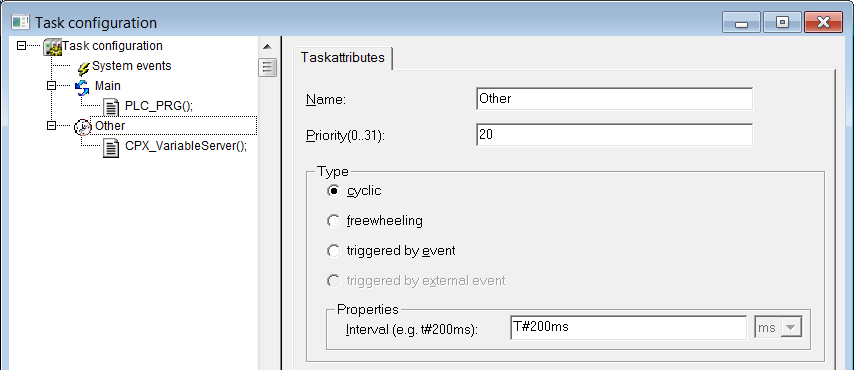 Task configuration
Task configuration
System events
Main
PLC_PRG();
Other
CPX_VariableServer();
Taskattributes
Name: Other
Priority(0..31): 20
Type
cyclic
freewheeling
triggered by event
triggered by external event
Properties
Interval (e.g. t#200ms): T#200ms ms